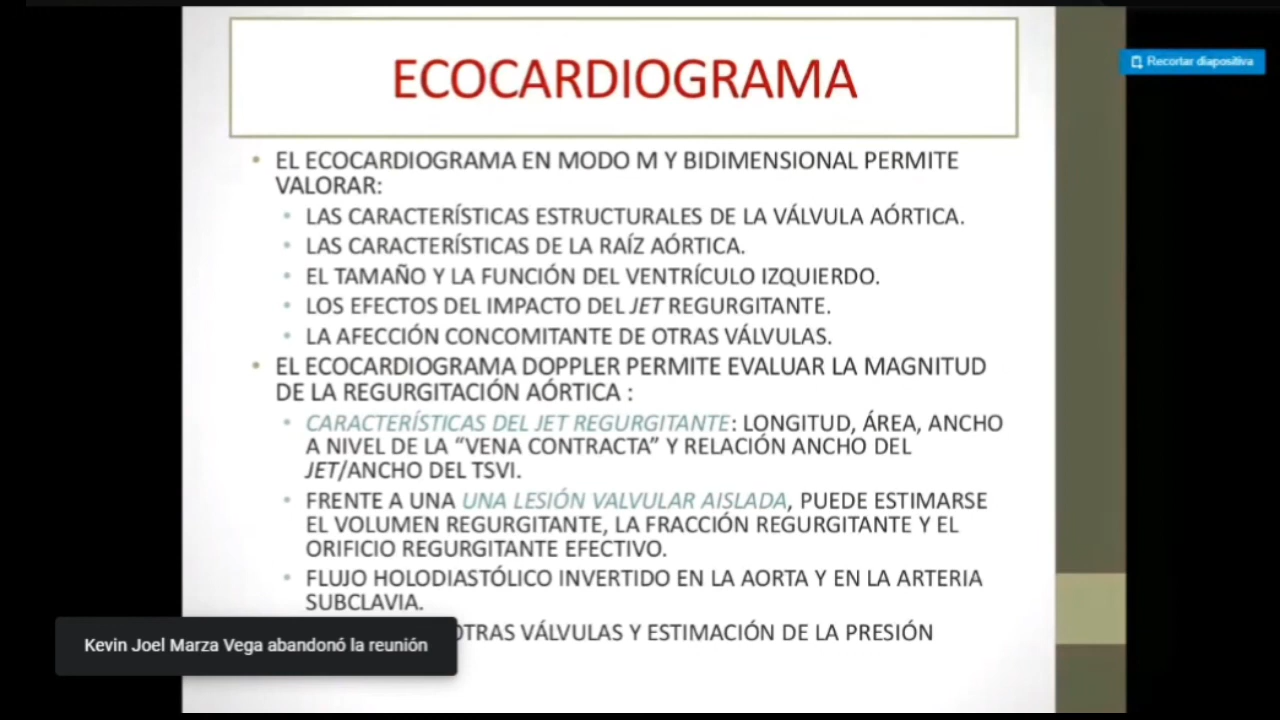 ECOCARDIOGRAMA
Recortar diapositiva
• EL ECOCARDIOGRAMA EN MODO M Y BIDIMENSIONAL PERMITE
VALORAR:
• LAS CARACTERÍSTICAS ESTRUCTURALES DE LA VÁLVULA AÓRTICA.
• LAS CARACTERÍSTICAS DE LA RAÍZ AÓRTICA.
• EL TAMAÑO Y LA FUNCIÓN DEL VENTRÍCULO IZQUIERDO.
• LOS EFECTOS DEL IMPACTO DEL JET REGURGITANTE.
• LA AFECCIÓN CONCOMITANTE DE OTRAS VÁLVULAS.
• EL ECOCARDIOGRAMA DOPPLER PERMITE EVALUAR LA MAGNITUD
DE LA REGURGITACIÓN AÓRTICA :
• CARACTERÍSTICAS DEL JET REGURGITANTE: LONGITUD, ÁREA, ANCHO
A NIVEL DE LA “VENA CONTRACTA” Y RELACIÓN ANCHO DEL
JET/ANCHO DEL TSVI.
• FRENTE A UNA UNA LESIÓN VALVULAR AISLADA, PUEDE ESTIMARSE
EL VOLUMEN REGURGITANTE, LA FRACCIÓN REGURGITANTE Y EL
ORIFICIO REGURGITANTE EFECTIVO.
• FLUJO HOLODIASTÓLICO INVERTIDO EN LA AORTA Y EN LA ARTERIA
SUBCLAVIA.
OTRAS VÁLVULAS Y ESTIMACIÓN DE LA PRESIÓN
Kevin Joel Marza Vega abandonó la reunión